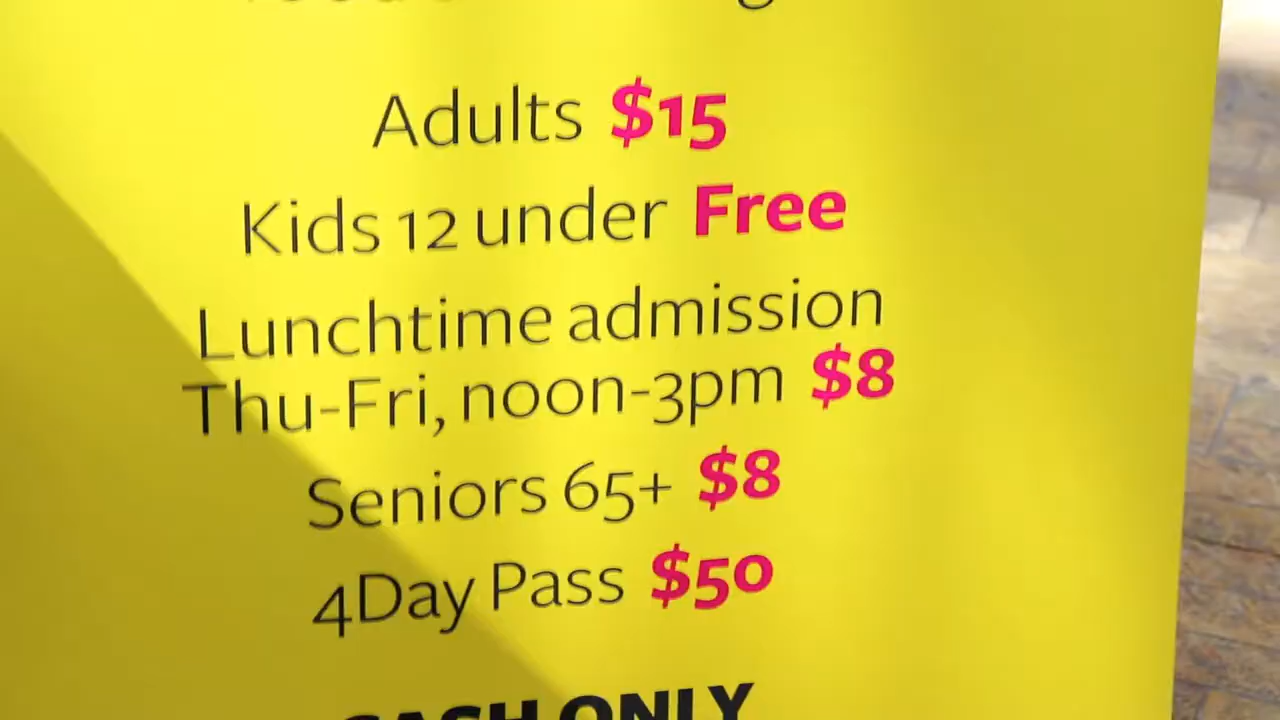 Adults $15
Kids 12 under Free
Lunchtime admission
Thu-Fri, noon-3pm $8
Seniors 65+ $8
4Day Pass $50
CASH ONLY